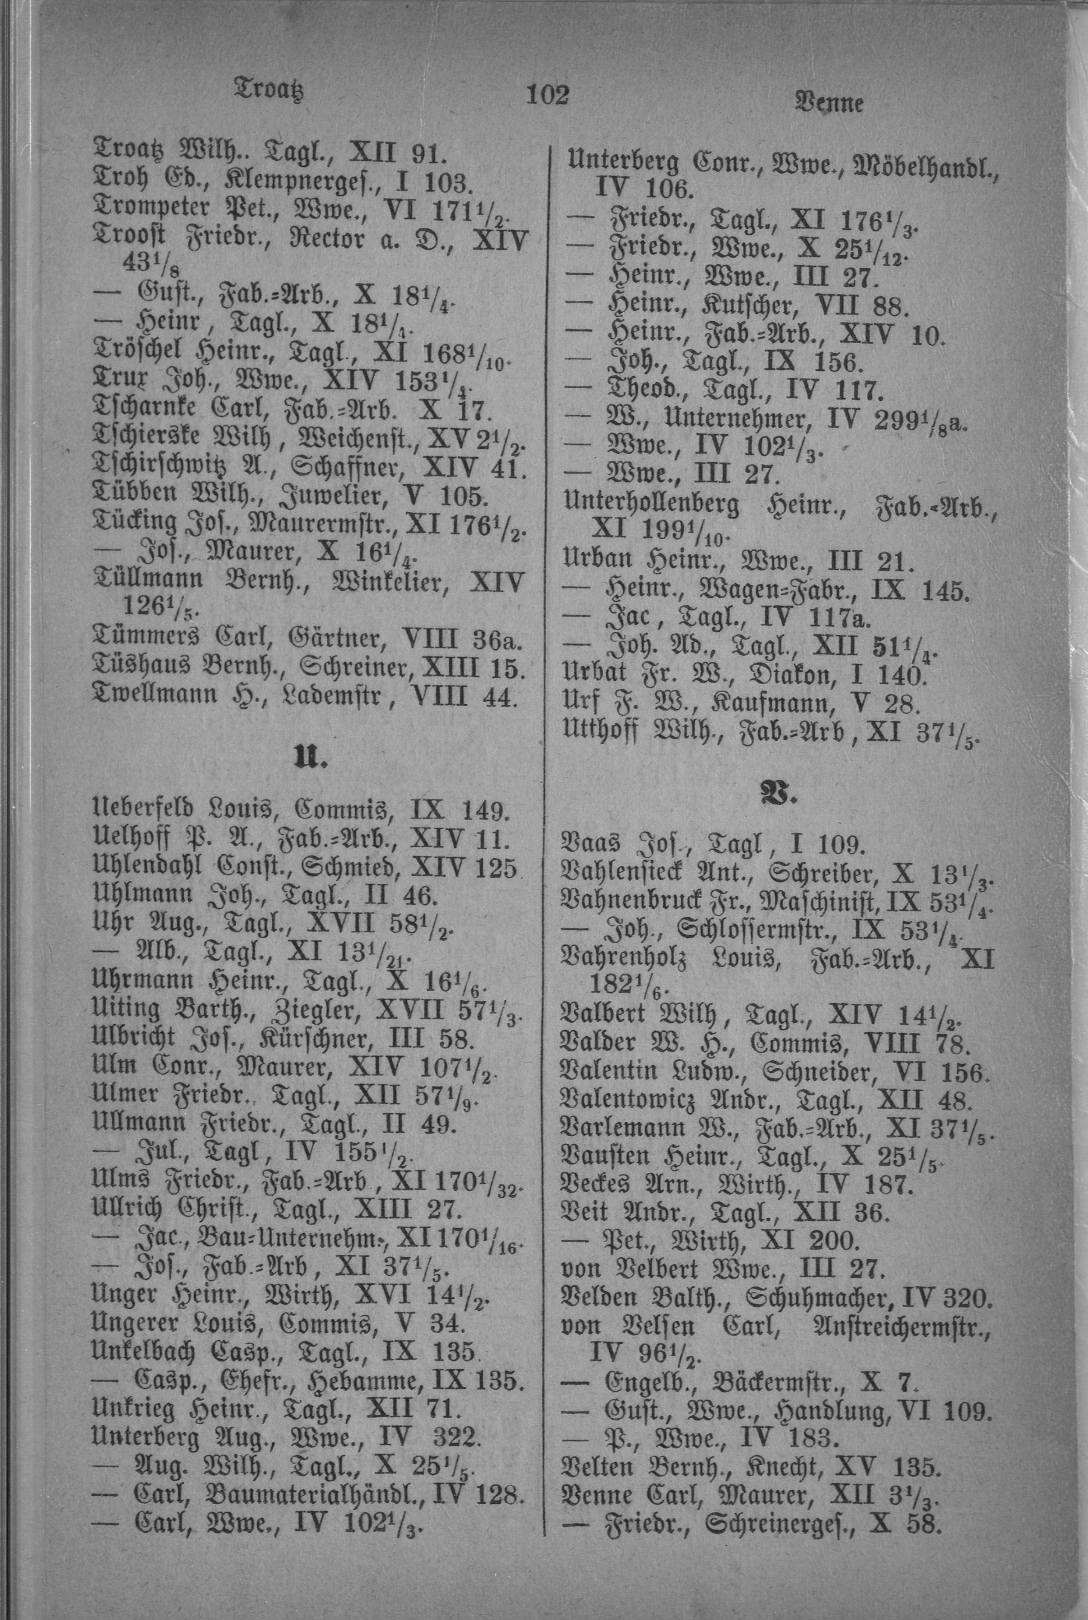 Troatz
102
Venne
Troatz Wilh.. Tagl., XII 91.
Troh Ed., Klempnerges., I 103.
Trompeter Pet., Wwe., VI 171¹/₂.
Troost Friedr., Rector a. D., XIV
43¹/₈
— Gust., Fab.=Arb., X 18¹/₄.
— Heinr, Tagl., X 18¹/₄.
Tröschel Heinr., Tagl., XI 168¹/₁₀.
Trux Joh., Wwe., XIV 153¹/₄.
Tscharnke Carl, Fab.=Arb. X 17.
Tschierske Wilh, Weichenst., XV 2¹/₂.
Tschirschwitz A., Schaffner, XIV 41.
Tübben Wilh., Juwelier, V 105.
Tücking Jos., Maurermstr., XI 176¹/₂.
— Jos., Maurer, X 16¹/₄.
Tüllmann Bernh., Winkelier, XIV
126¹/₅.
Tümmers Carl, Gärtner, VIII 36a.
Tüshaus Bernh., Schreiner, XIII 15.
Twellmann H., Lademstr, VIII 44.
U.
Ueberfeld Louis, Commis, IX 149.
Uelhoff P. A., Fab.=Arb., XIV 11.
Uhlendahl Const., Schmied, XIV 125
Uhlmann Joh., Tagl., II 46.
Uhr Aug., Tagl., XVII 58¹/₂.
— Alb., Tagl., XI 13¹/₂₁.
Uhrmann Heinr., Tagl., X 16¹/₆.
Uiting Barth., Ziegler, XVII 57¹/₃.
Ulbricht Jos., Kürschner, III 58.
Ulm Conr., Maurer, XIV 107¹/₂.
Ulmer Friedr. Tagl., XII 57¹/₉.
Ullmann Friedr., Tagl., II 49.
— Jul., Tagl, IV 155¹/₂.
Ulms Friedr., Fab.=Arb, XI 170¹/₃₂.
Ullrich Christ., Tagl., XIII 27.
— Jac., Bau=Unternehm., XI 170¹/₁₆.
— Jos., Fab.=Arb, XI 37¹/₅.
Unger Heinr., Wirth, XVI 14¹/₂.
Ungerer Louis, Commis, V 34.
Unkelbach Casp., Tagl., IX 135
— Casp., Ehefr., Hebamme, IX 135.
Unkrieg Heinr., Tagl., XII 71.
Unterberg Aug., Wwe., IV 322.
— Aug. Wilh., Tagl., X 25¹/₅.
— Carl, Baumaterialhändl., IV 128.
— Carl, Wwe., IV 102¹/₃.
Unterberg Conr., Wwe., Möbelhandl.,
IV 106.
— Friedr., Tagl., XI 176¹/₃.
— Friedr., Wwe., X 25¹/₁₂.
— Heinr., Wwe., III 27.
— Heinr., Kutscher, VII 88.
— Heinr., Fab.=Arb., XIV 10.
— Joh., Tagl., IX 156.
— Theod., Tagl., IV 117.
— W., Unternehmer, IV 299¹/₈a.
— Wwe., IV 102¹/₃.
— Wwe., III 27.
Unterhollenberg Heinr., Fab.=Arb.,
XI 199¹/₁₀.
Urban Heinr., Wwe., III 21.
— Heinr., Wagen=Fabr., IX 145.
— Jac, Tagl., IV 117a.
— Joh. Ad., Tagl., XII 51¹/₄.
Urbat Fr. W., Diakon, I 140.
Urf F. W., Kaufmann, V 28.
Utthoff Wilh., Fab.=Arb, XI 37¹/₅.
V.
Vaas Jos., Tagl, I 109.
Vahlensieck Ant., Schreiber, X 13¹/₃.
Vahnenbruck Fr., Maschinist, IX 53¹/₄.
— Joh., Schlossermstr., IX 53¹/₄.
Vahrenholz Louis, Fab.=Arb., XI
182¹/₆.
Valbert Wilh, Tagl., XIV 14¹/₂.
Valder W. H., Commis, VIII 78.
Valentin Ludw., Schneider, VI 156.
Valentowicz Andr., Tagl., XII 48.
Varlemann W., Fab.=Arb., XI 37¹/₅.
Vausten Heinr., Tagl., X 25¹/₅.
Veckes Arn., Wirth., IV 187.
Veit Andr., Tagl., XII 36.
— Pet., Wirth, XI 200.
von Velbert Wwe., III 27.
Velden Balth., Schuhmacher, IV 320.
von Velsen Carl, Anstreichermstr.,
IV 96¹/₂.
— Engelb., Bäckermstr., X 7.
— Gust., Wwe., Handlung, VI 109.
— P., Wwe., IV 183.
Velten Bernh., Knecht, XV 135.
Venne Carl, Maurer, XII 3¹/₃.
— Friedr., Schreinerges., X 58.